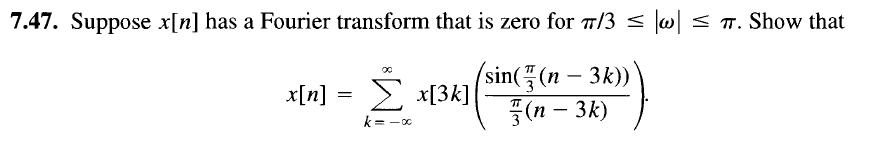 7.47. Suppose x[n] has a Fourier transform that is zero for π/3 ≤ |ω| ≤ π. Show that
x[n] = ∑_{k=-∞}^{∞} x[3k] ( sin(π/3 (n − 3k)) / π/3 (n − 3k) ).